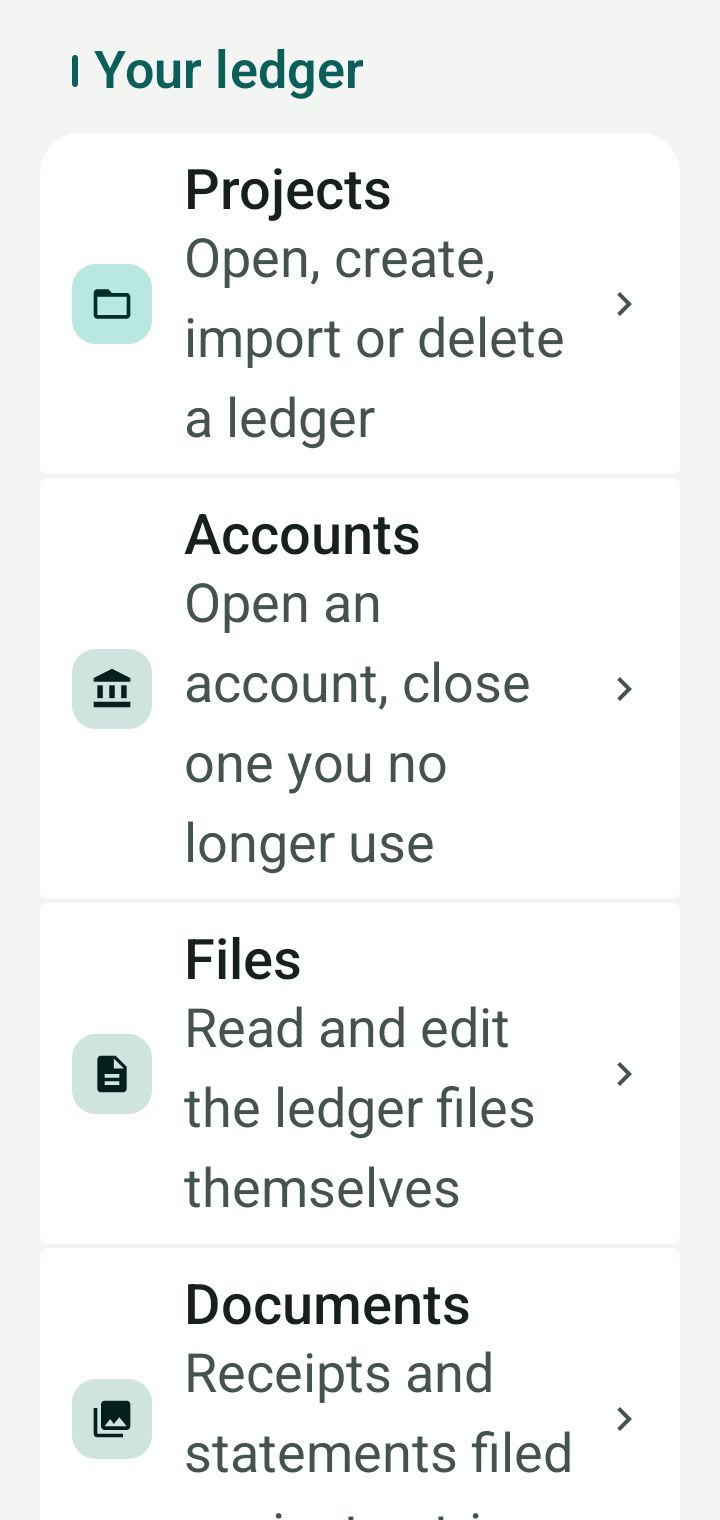 Your ledger
Projects
Open, create,
import or delete
a ledger
Accounts
Open an
account, close
one you no
longer use
Files
Read and edit
the ledger files
themselves
Documents
Receipts and
statements filed